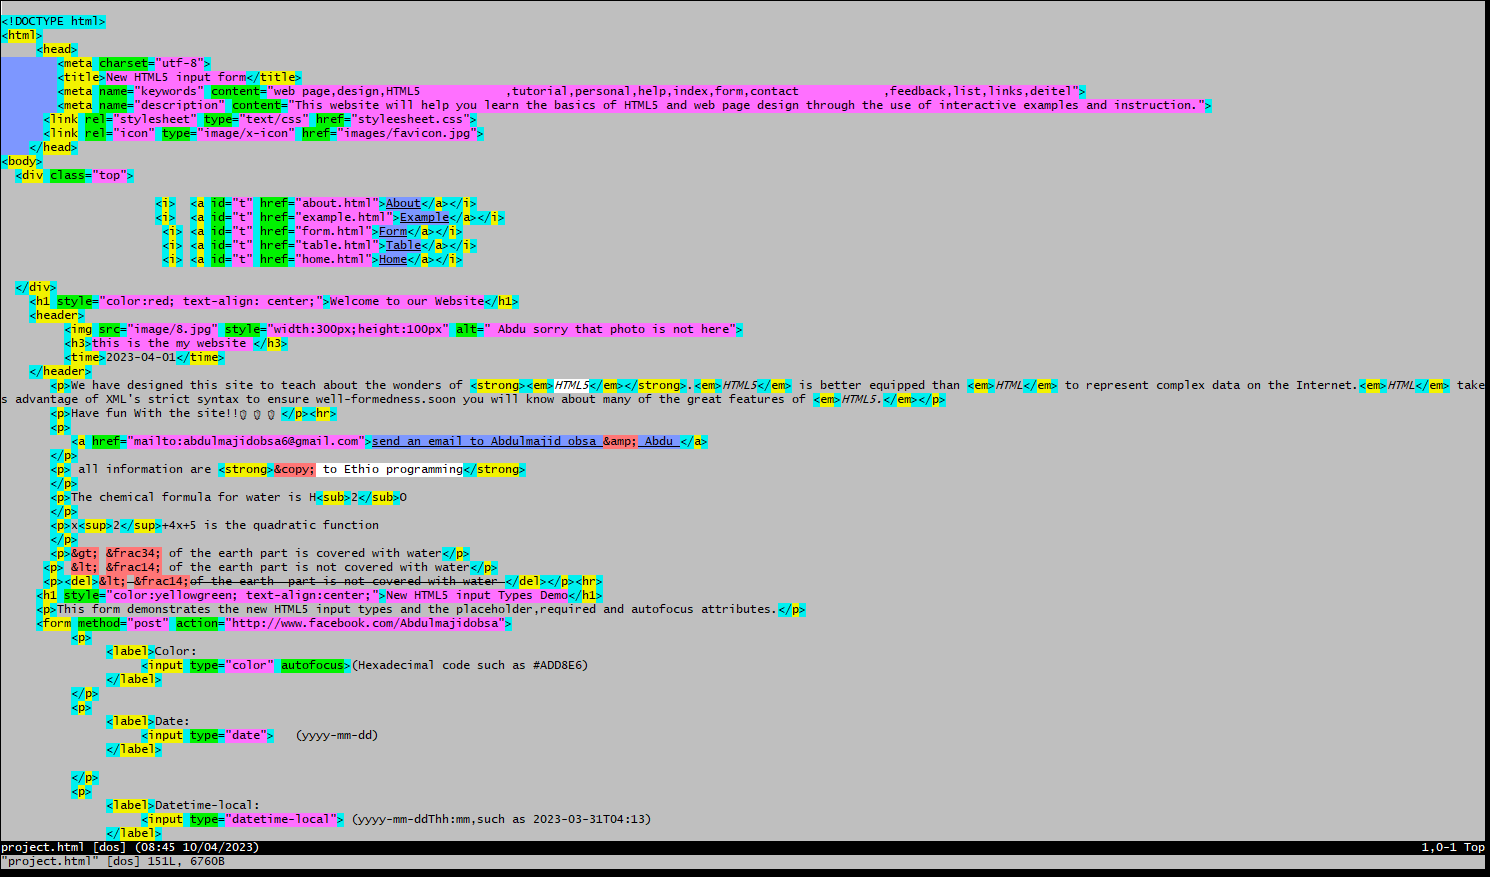 <!DOCTYPE html>
<html>
     <head>
        <meta charset="utf-8">
        <title>New HTML5 input form</title>
        <meta name="keywords" content="web page,design,HTML5            ,tutorial,personal,help,index,form,contact            ,feedback,list,links,deitel">
        <meta name="description" content="This website will help you learn the basics of HTML5 and web page design through the use of interactive examples and instruction.">
      <link rel="stylesheet" type="text/css" href="styleesheet.css">
      <link rel="icon" type="image/x-icon" href="images/favicon.jpg">
    </head>
<body>
  <div class="top">
                      <i>  <a id="t" href="about.html">About</a></i>
                      <i>  <a id="t" href="example.html">Example</a></i>
                       <i> <a id="t" href="form.html">Form</a></i>
                       <i> <a id="t" href="table.html">Table</a></i>
                       <i> <a id="t" href="home.html">Home</a></i>
  </div>
    <h1 style="color:red; text-align: center;">Welcome to our Website</h1>
    <header>
         <img src="image/8.jpg" style="width:300px;height:100px" alt=" Abdu sorry that photo is not here">
         <h3>this is the my website </h3>
         <time>2023-04-01</time>
    </header>
       <p>We have designed this site to teach about the wonders of <strong><em>HTML5</em></strong>.<em>HTML5</em> is better equipped than <em>HTML</em> to represent complex data on the Internet.<em>HTML</em> take
s advantage of XML's strict syntax to ensure well-formedness.soon you will know about many of the great features of <em>HTML5.</em></p>
       <p>Have fun With the site!! </p><hr>
       <p>
          <a href="mailto:abdulmajidobsa6@gmail.com">send an email to Abdulmajid obsa &amp; Abdu </a>
       </p>
       <p> all information are <strong>&copy; to Ethio programming</strong>
       </p>
       <p>The chemical formula for water is H<sub>2</sub>O
       </p>
       <p>x<sup>2</sup>+4x+5 is the quadratic function
       </p>
       <p>&gt; &frac34; of the earth part is covered with water</p>
      <p> &lt; &frac14; of the earth part is not covered with water</p>
      <p><del>&lt; &frac14;of the earth  part is not covered with water </del></p><hr>
     <h1 style="color:yellowgreen; text-align:center;">New HTML5 input Types Demo</h1>
     <p>This form demonstrates the new HTML5 input types and the placeholder,required and autofocus attributes.</p>
     <form method="post" action="http://www.facebook.com/Abdulmajidobsa">
          <p>
               <label>Color:
                    <input type="color" autofocus>(Hexadecimal code such as #ADD8E6)
               </label>
          </p>
          <p>
               <label>Date:
                    <input type="date">   (yyyy-mm-dd)
               </label>
          </p>
          <p>
               <label>Datetime-local:
                    <input type="datetime-local"> (yyyy-mm-ddThh:mm,such as 2023-03-31T04:13)
               </label>
project.html [dos] (08:45 10/04/2023)                    1,0-1 Top
"project.html" [dos] 151L, 6760B